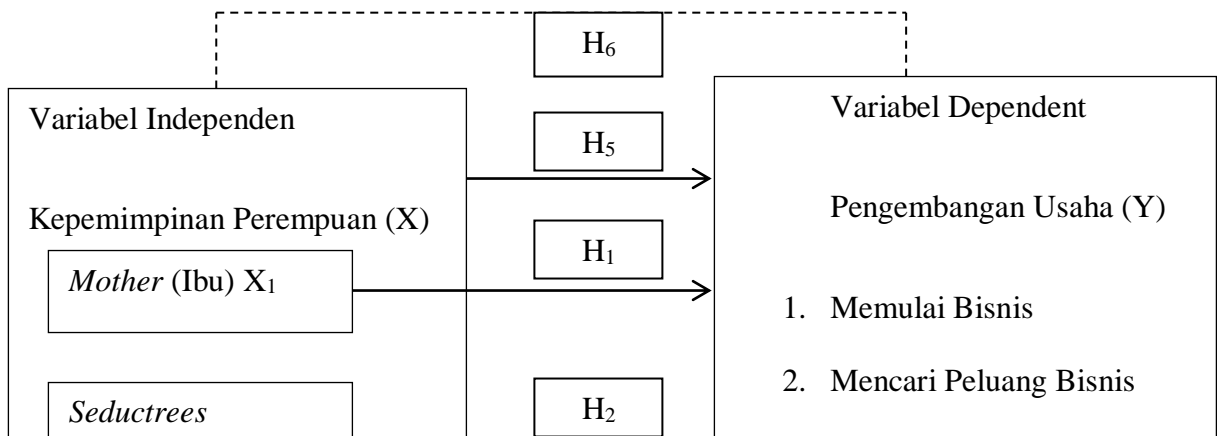 H₆
Variabel Independen
Kepemimpinan Perempuan (X)
Mother (Ibu) X₁
Seductrees
H₅
H₁
H₂
Variabel Dependent
Pengembangan Usaha (Y)
1. Memulai Bisnis
2. Mencari Peluang Bisnis